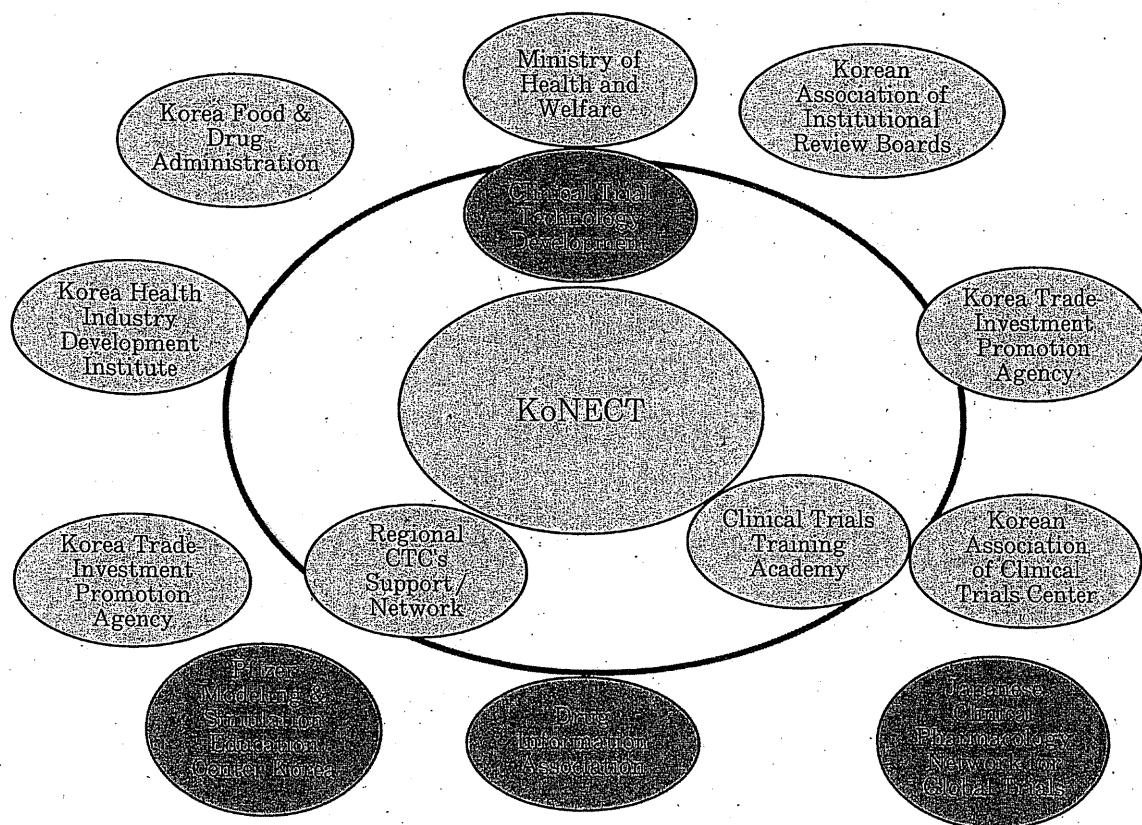 Ministry of
Health and
Welfare
Korean
Association of
Institutional
Review Boards
Korea Food &
Drug
Administration
Clinical Trial
Technology
Development
Korea Health
Industry
Development
Institute
Korea Trade-
Investment
Promotion
Agency
KoNECT
Korea Trade-
Investment
Promotion
Agency
Regional
CTC's
Support/
Network
Clinical Trials
Training
Academy
Korean
Association
of Clinical
Trials Center
Pfizer
Modeling &
Simulation
Education
Center Korea
Drug
Information
Association
Japanese
Clinical
Pharmacology
Network for
Global Trials